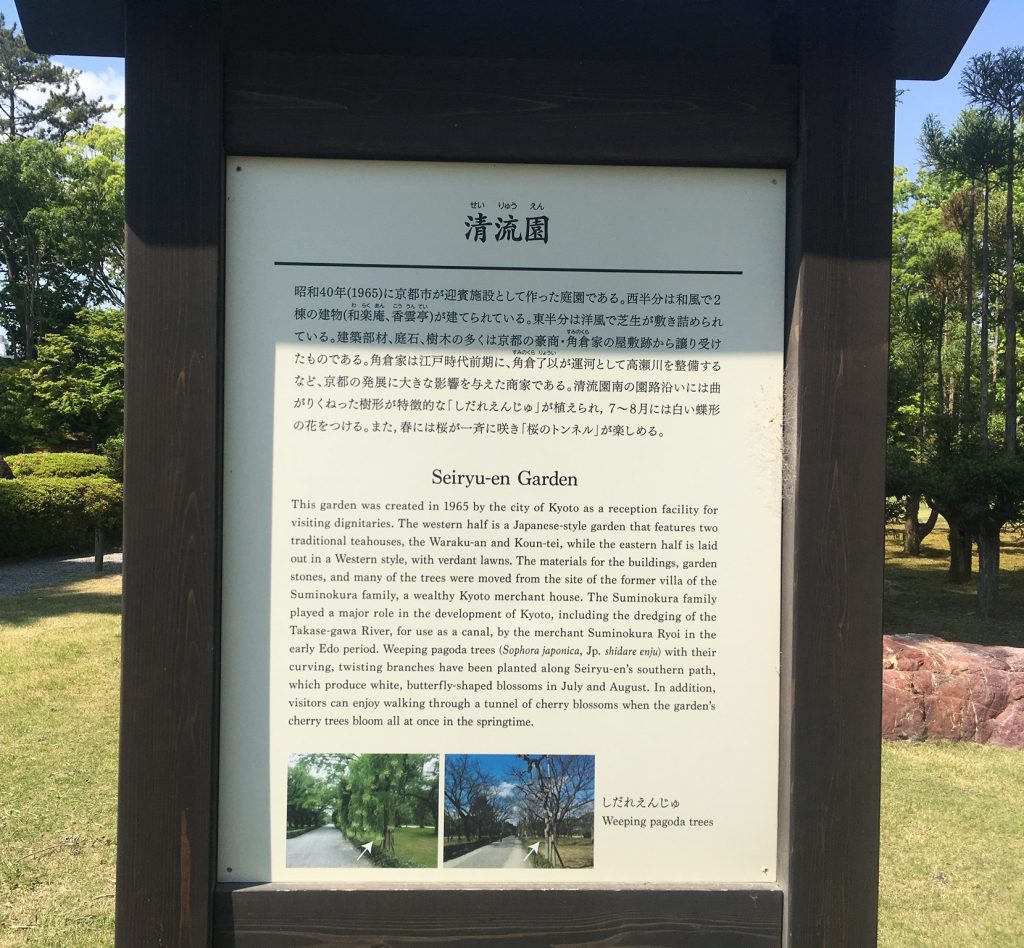 せい りゅう えん
清流園
昭和40年(1965)に京都市が迎賓施設として作った庭園である。西半分は和風で2
わ らく あん こう うん てい
棟の建物(和楽庵、香雲亭)が建てられている。東半分は洋風で芝生が敷き詰められ
すみのくら
ている。建築部材、庭石、樹木の多くは京都の豪商・角倉家の屋敷跡から譲り受け
すみのくら りょうい
たものである。角倉家は江戸時代前期に、角倉了以が運河として高瀬川を整備する
など、京都の発展に大きな影響を与えた商家である。清流園南の園路沿いには曲
がりくねった樹形が特徴的な「しだれえんじゅ」が植えられ, 7〜8月には白い蝶形
の花をつける。また, 春には桜が一斉に咲き「桜のトンネル」が楽しめる。
Seiryu-en Garden
This garden was created in 1965 by the city of Kyoto as a reception facility for
visiting dignitaries. The western half is a Japanese-style garden that features two
traditional teahouses, the Waraku-an and Koun-tei, while the eastern half is laid
out in a Western style, with verdant lawns. The materials for the buildings, garden
stones, and many of the trees were moved from the site of the former villa of the
Suminokura family, a wealthy Kyoto merchant house. The Suminokura family
played a major role in the development of Kyoto, including the dredging of the
Takase-gawa River, for use as a canal, by the merchant Suminokura Ryoi in the
early Edo period. Weeping pagoda trees (Sophora japonica, Jp. shidare enju) with their
curving, twisting branches have been planted along Seiryu-en's southern path,
which produce white, butterfly-shaped blossoms in July and August. In addition,
visitors can enjoy walking through a tunnel of cherry blossoms when the garden's
cherry trees bloom all at once in the springtime.
しだれえんじゅ
Weeping pagoda trees